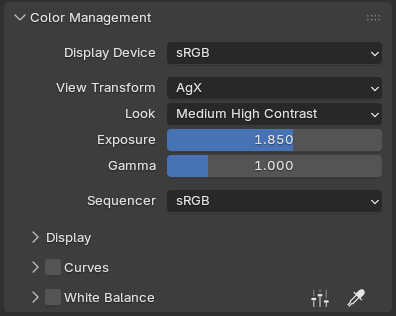 Color Management
Display Device sRGB
View Transform AgX
Look Medium High Contrast
Exposure 1.850
Gamma 1.000
Sequencer sRGB
Display
Curves
White Balance